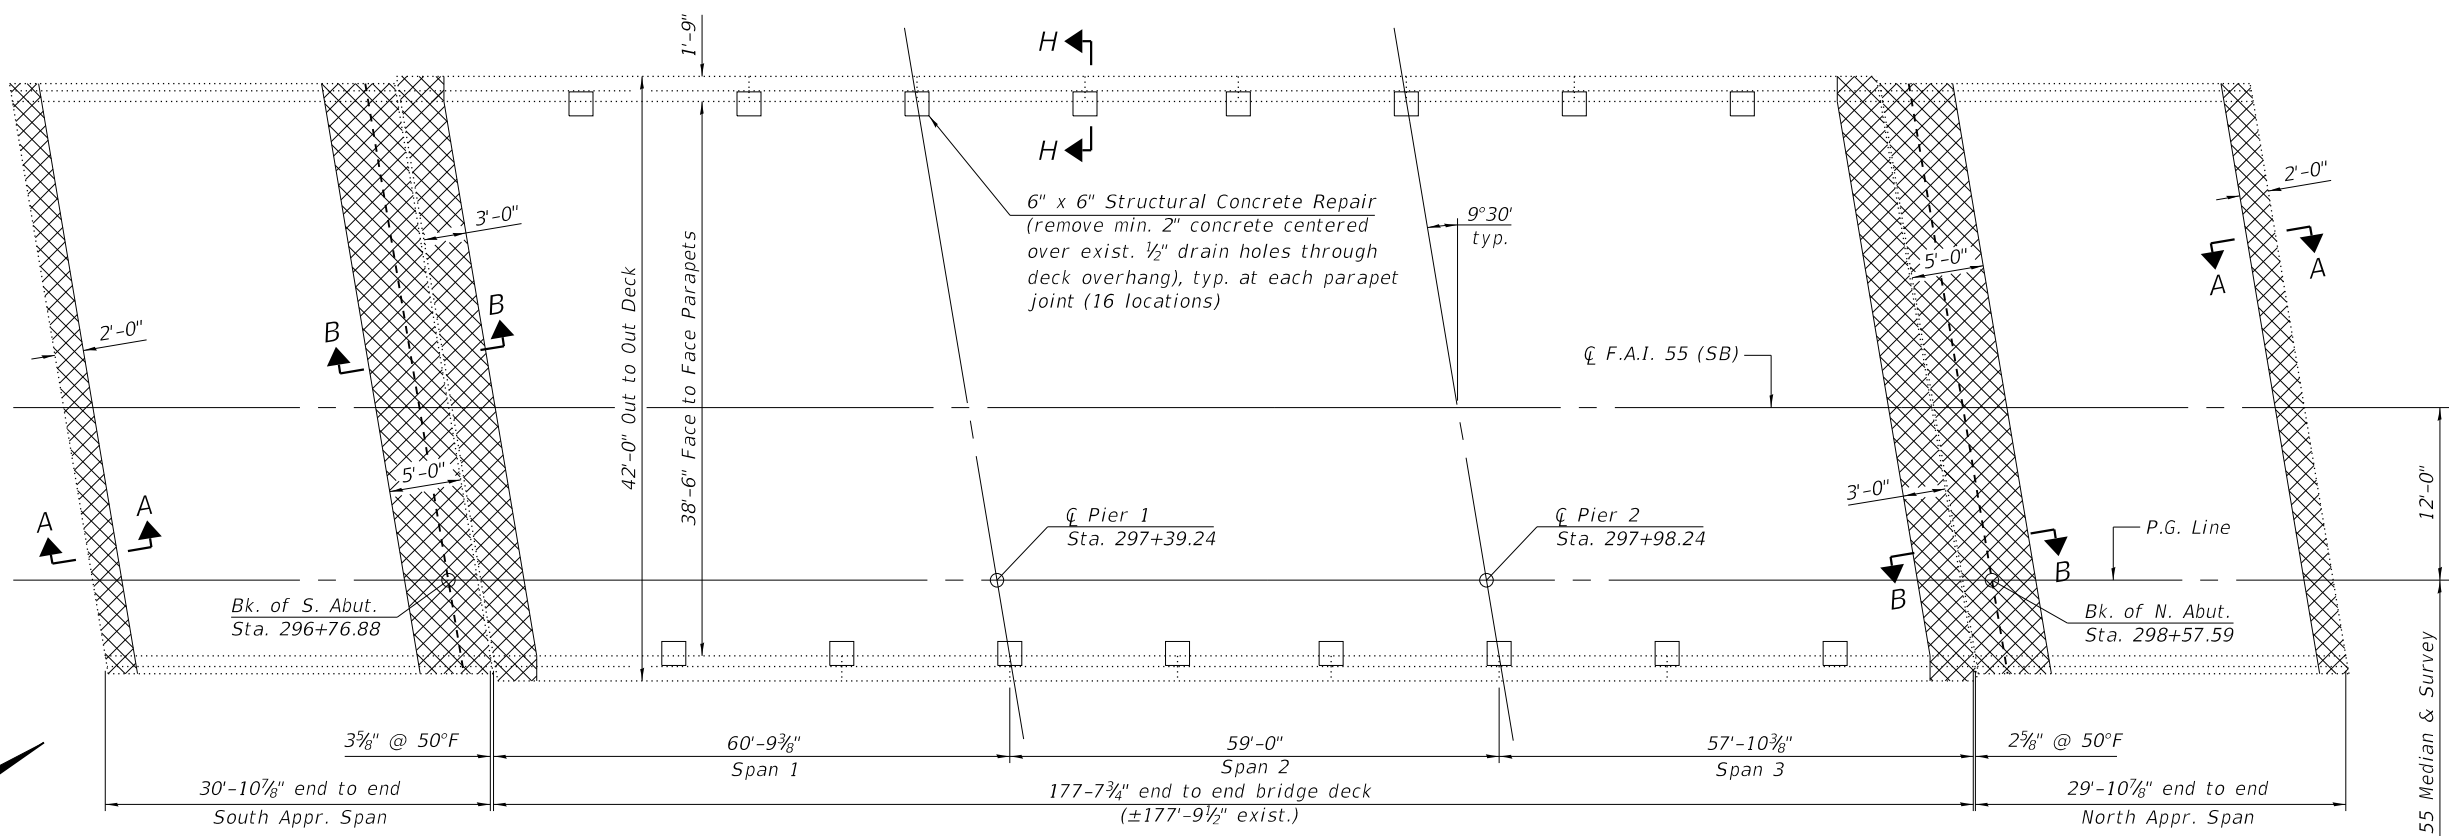 1'-9"
H
H
2'-0"
3'-0"
6" x 6" Structural Concrete Repair
(remove min. 2" concrete centered
over exist. ½" drain holes through
deck overhang), typ. at each parapet
joint (16 locations)
9°30'
typ.
2'-0"
5'-0"
A
A
B
B
2'-0"
42'-0" Out to Out Deck
38'-6" Face to Face Parapets
℄ F.A.I. 55 (SB)
5'-0"
3'-0"
12'-0"
A
A
℄ Pier 1
Sta. 297+39.24
℄ Pier 2
Sta. 297+98.24
P.G. Line
B
B
Bk. of S. Abut.
Sta. 296+76.88
Bk. of N. Abut.
Sta. 298+57.59
55 Median & Survey
3⅝" @ 50°F
60'-9⅜"
Span 1
59'-0"
Span 2
57'-10⅜"
Span 3
2⅝" @ 50°F
30'-10⅞" end to end
South Appr. Span
177-7¾" end to end bridge deck
(±177'-9½" exist.)
29'-10⅞" end to end
North Appr. Span